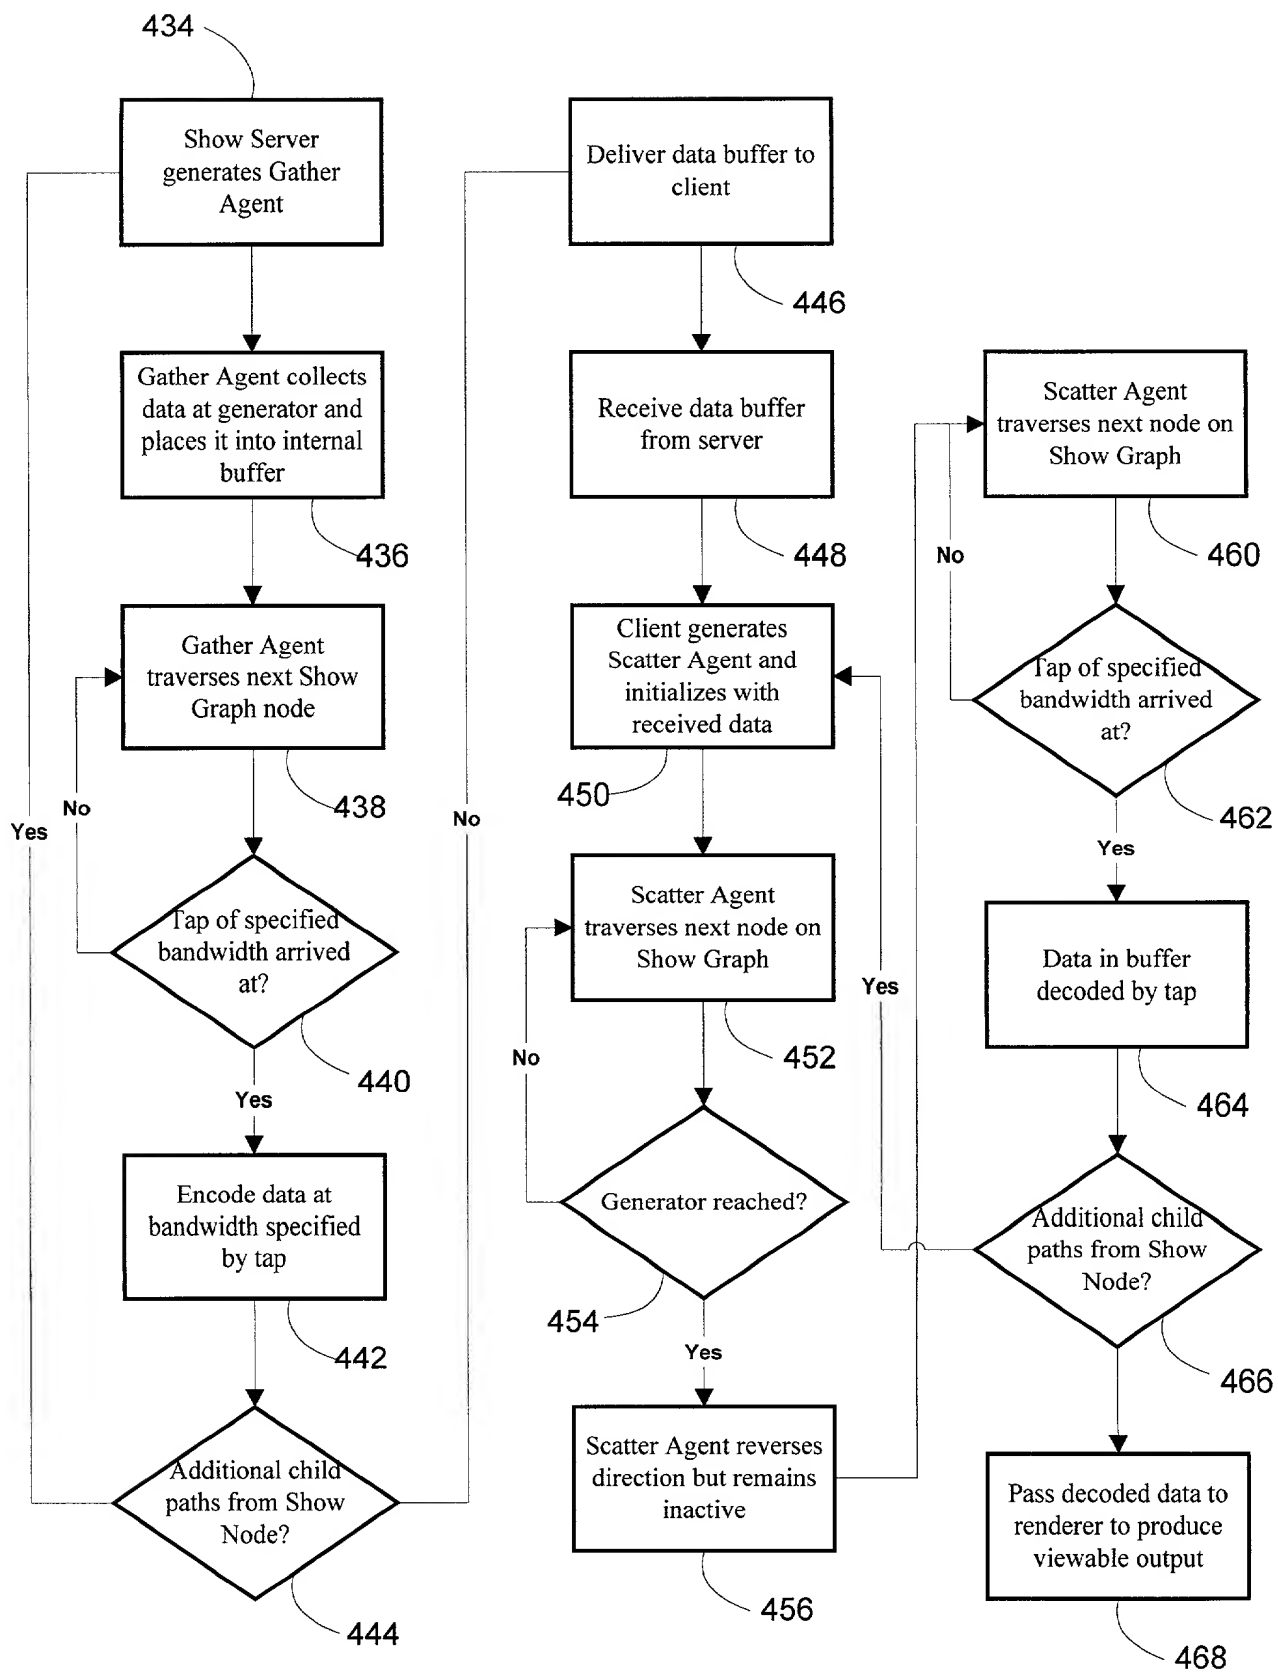 434
Show Server
generates Gather
Agent
Gather Agent collects
data at generator and
places it into internal
buffer
436
Gather Agent
traverses next Show
Graph node
438
No
Yes
Tap of specified
bandwidth arrived
at?
440
Yes
Encode data at
bandwidth specified
by tap
442
Additional child
paths from Show
Node?
444
No
Deliver data buffer to
client
446
Receive data buffer
from server
448
Client generates
Scatter Agent and
initializes with
received data
450
Scatter Agent
traverses next node on
Show Graph
452
No
Generator reached?
454
Yes
Scatter Agent reverses
direction but remains
inactive
456
Scatter Agent
traverses next node on
Show Graph
460
No
Tap of specified
bandwidth arrived
at?
462
Yes
Data in buffer
decoded by tap
464
Yes
Additional child
paths from Show
Node?
466
Pass decoded data to
renderer to produce
viewable output
468